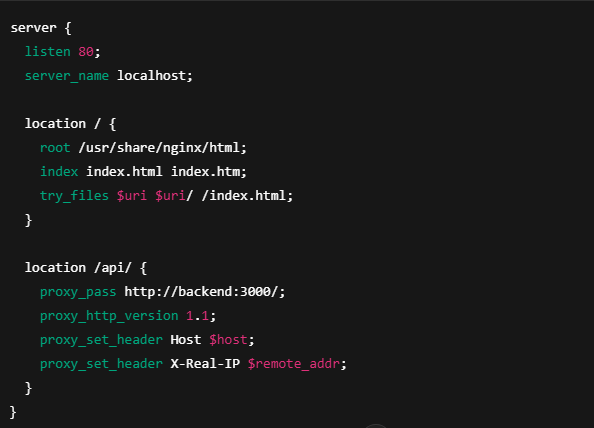 server {
  listen 80;
  server_name localhost;

  location / {
    root /usr/share/nginx/html;
    index index.html index.htm;
    try_files $uri $uri/ /index.html;
  }

  location /api/ {
    proxy_pass http://backend:3000/;
    proxy_http_version 1.1;
    proxy_set_header Host $host;
    proxy_set_header X-Real-IP $remote_addr;
  }
}